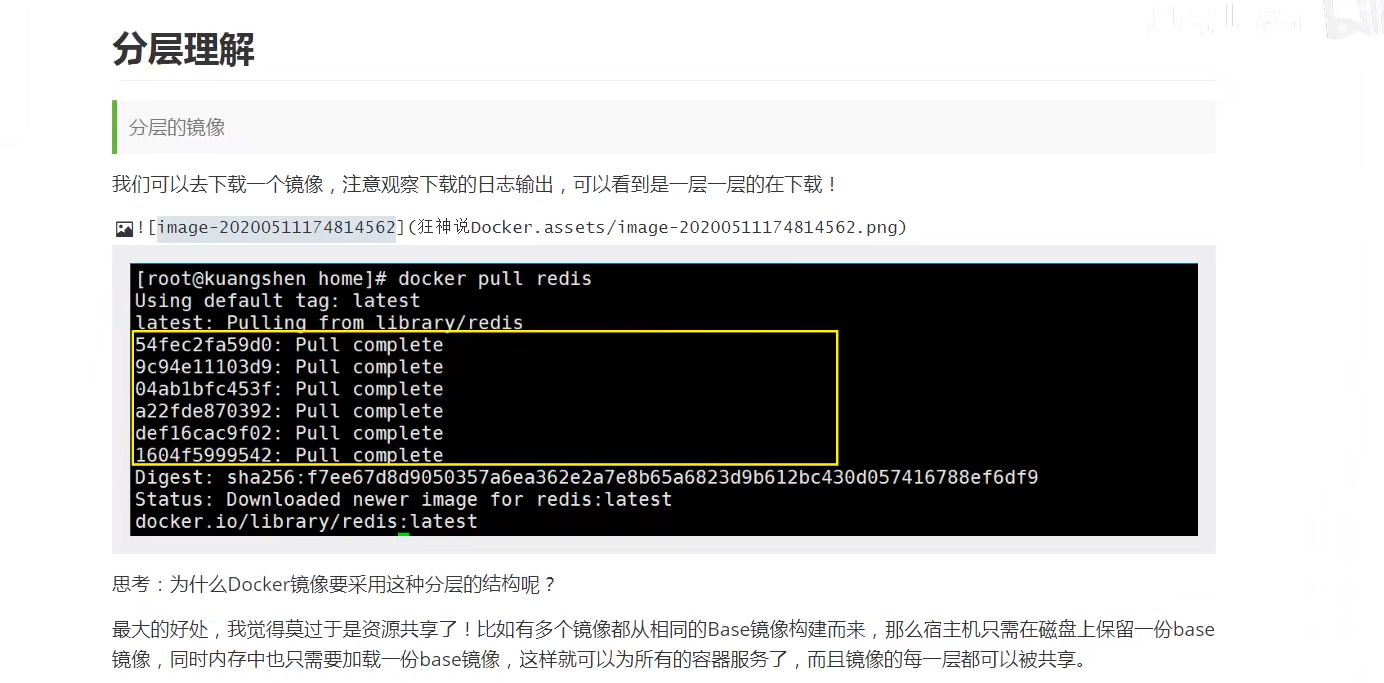 分层理解
分层的镜像
我们可以去下载一个镜像，注意观察下载的日志输出，可以看到是一层一层的在下载！
![image-20200511174814562](狂神说Docker.assets/image-20200511174814562.png)
[root@kuangshen home]# docker pull redis
Using default tag: latest
latest: Pulling from library/redis
54fec2fa59d0: Pull complete
9c94e11103d9: Pull complete
04ab1bfc453f: Pull complete
a22fde870392: Pull complete
def16cac9f02: Pull complete
1604f5999542: Pull complete
Digest: sha256:f7ee67d8d9050357a6ea362e2a7e8b65a6823d9b612bc430d057416788ef6df9
Status: Downloaded newer image for redis:latest
docker.io/library/redis:latest
思考：为什么Docker镜像要采用这种分层的结构呢？
最大的好处，我觉得莫过于是资源共享了！比如有多个镜像都从相同的Base镜像构建而来，那么宿主机只需在磁盘上保留一份base
镜像，同时内存中也只需要加载一份base镜像，这样就可以为所有的容器服务了，而且镜像的每一层都可以被共享。